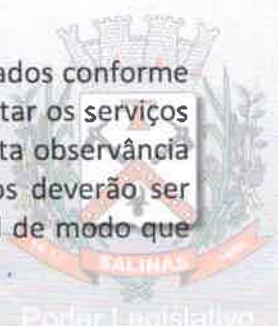 ados conforme
tar os serviços
ta observância
os deverão ser
l de modo que
SALINAS
Poder Legislativo